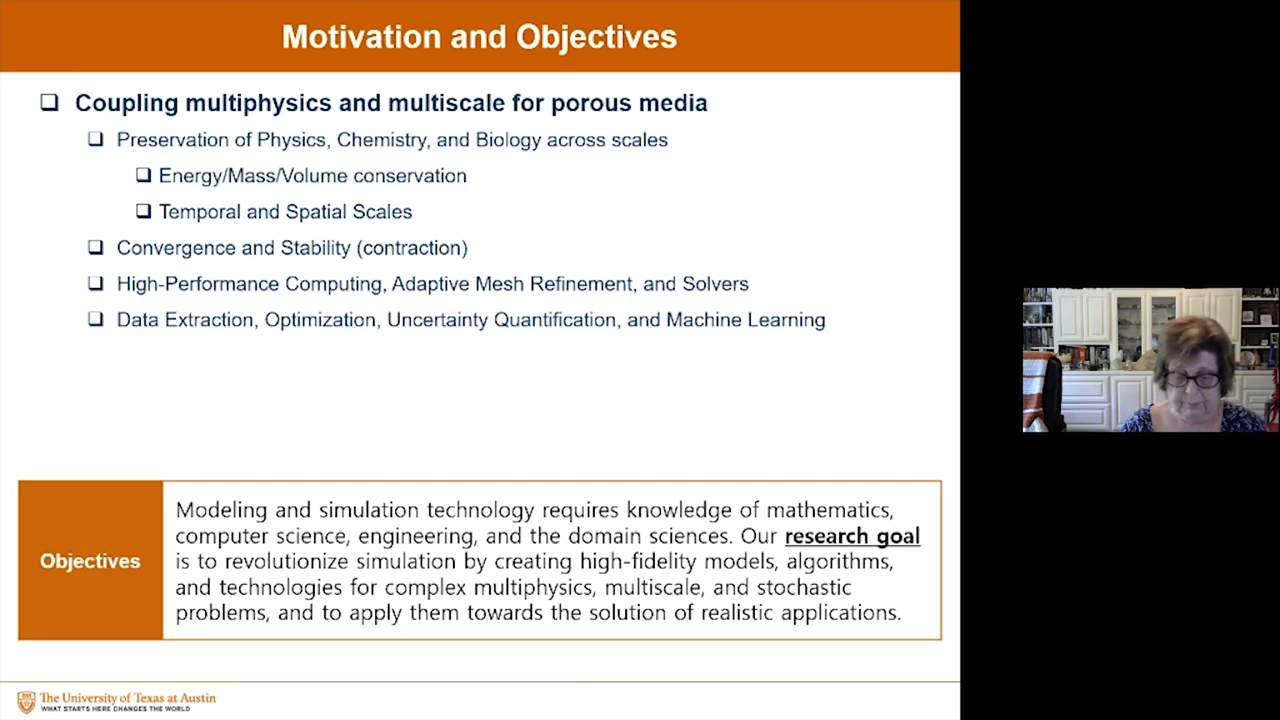 Motivation and Objectives
Coupling multiphysics and multiscale for porous media
Preservation of Physics, Chemistry, and Biology across scales
Energy/Mass/Volume conservation
Temporal and Spatial Scales
Convergence and Stability (contraction)
High-Performance Computing, Adaptive Mesh Refinement, and Solvers
Data Extraction, Optimization, Uncertainty Quantification, and Machine Learning
Objectives
Modeling and simulation technology requires knowledge of mathematics,
computer science, engineering, and the domain sciences. Our research goal
is to revolutionize simulation by creating high-fidelity models, algorithms,
and technologies for complex multiphysics, multiscale, and stochastic
problems, and to apply them towards the solution of realistic applications.
The University of Texas at Austin
WHAT STARTS HERE CHANGES THE WORLD